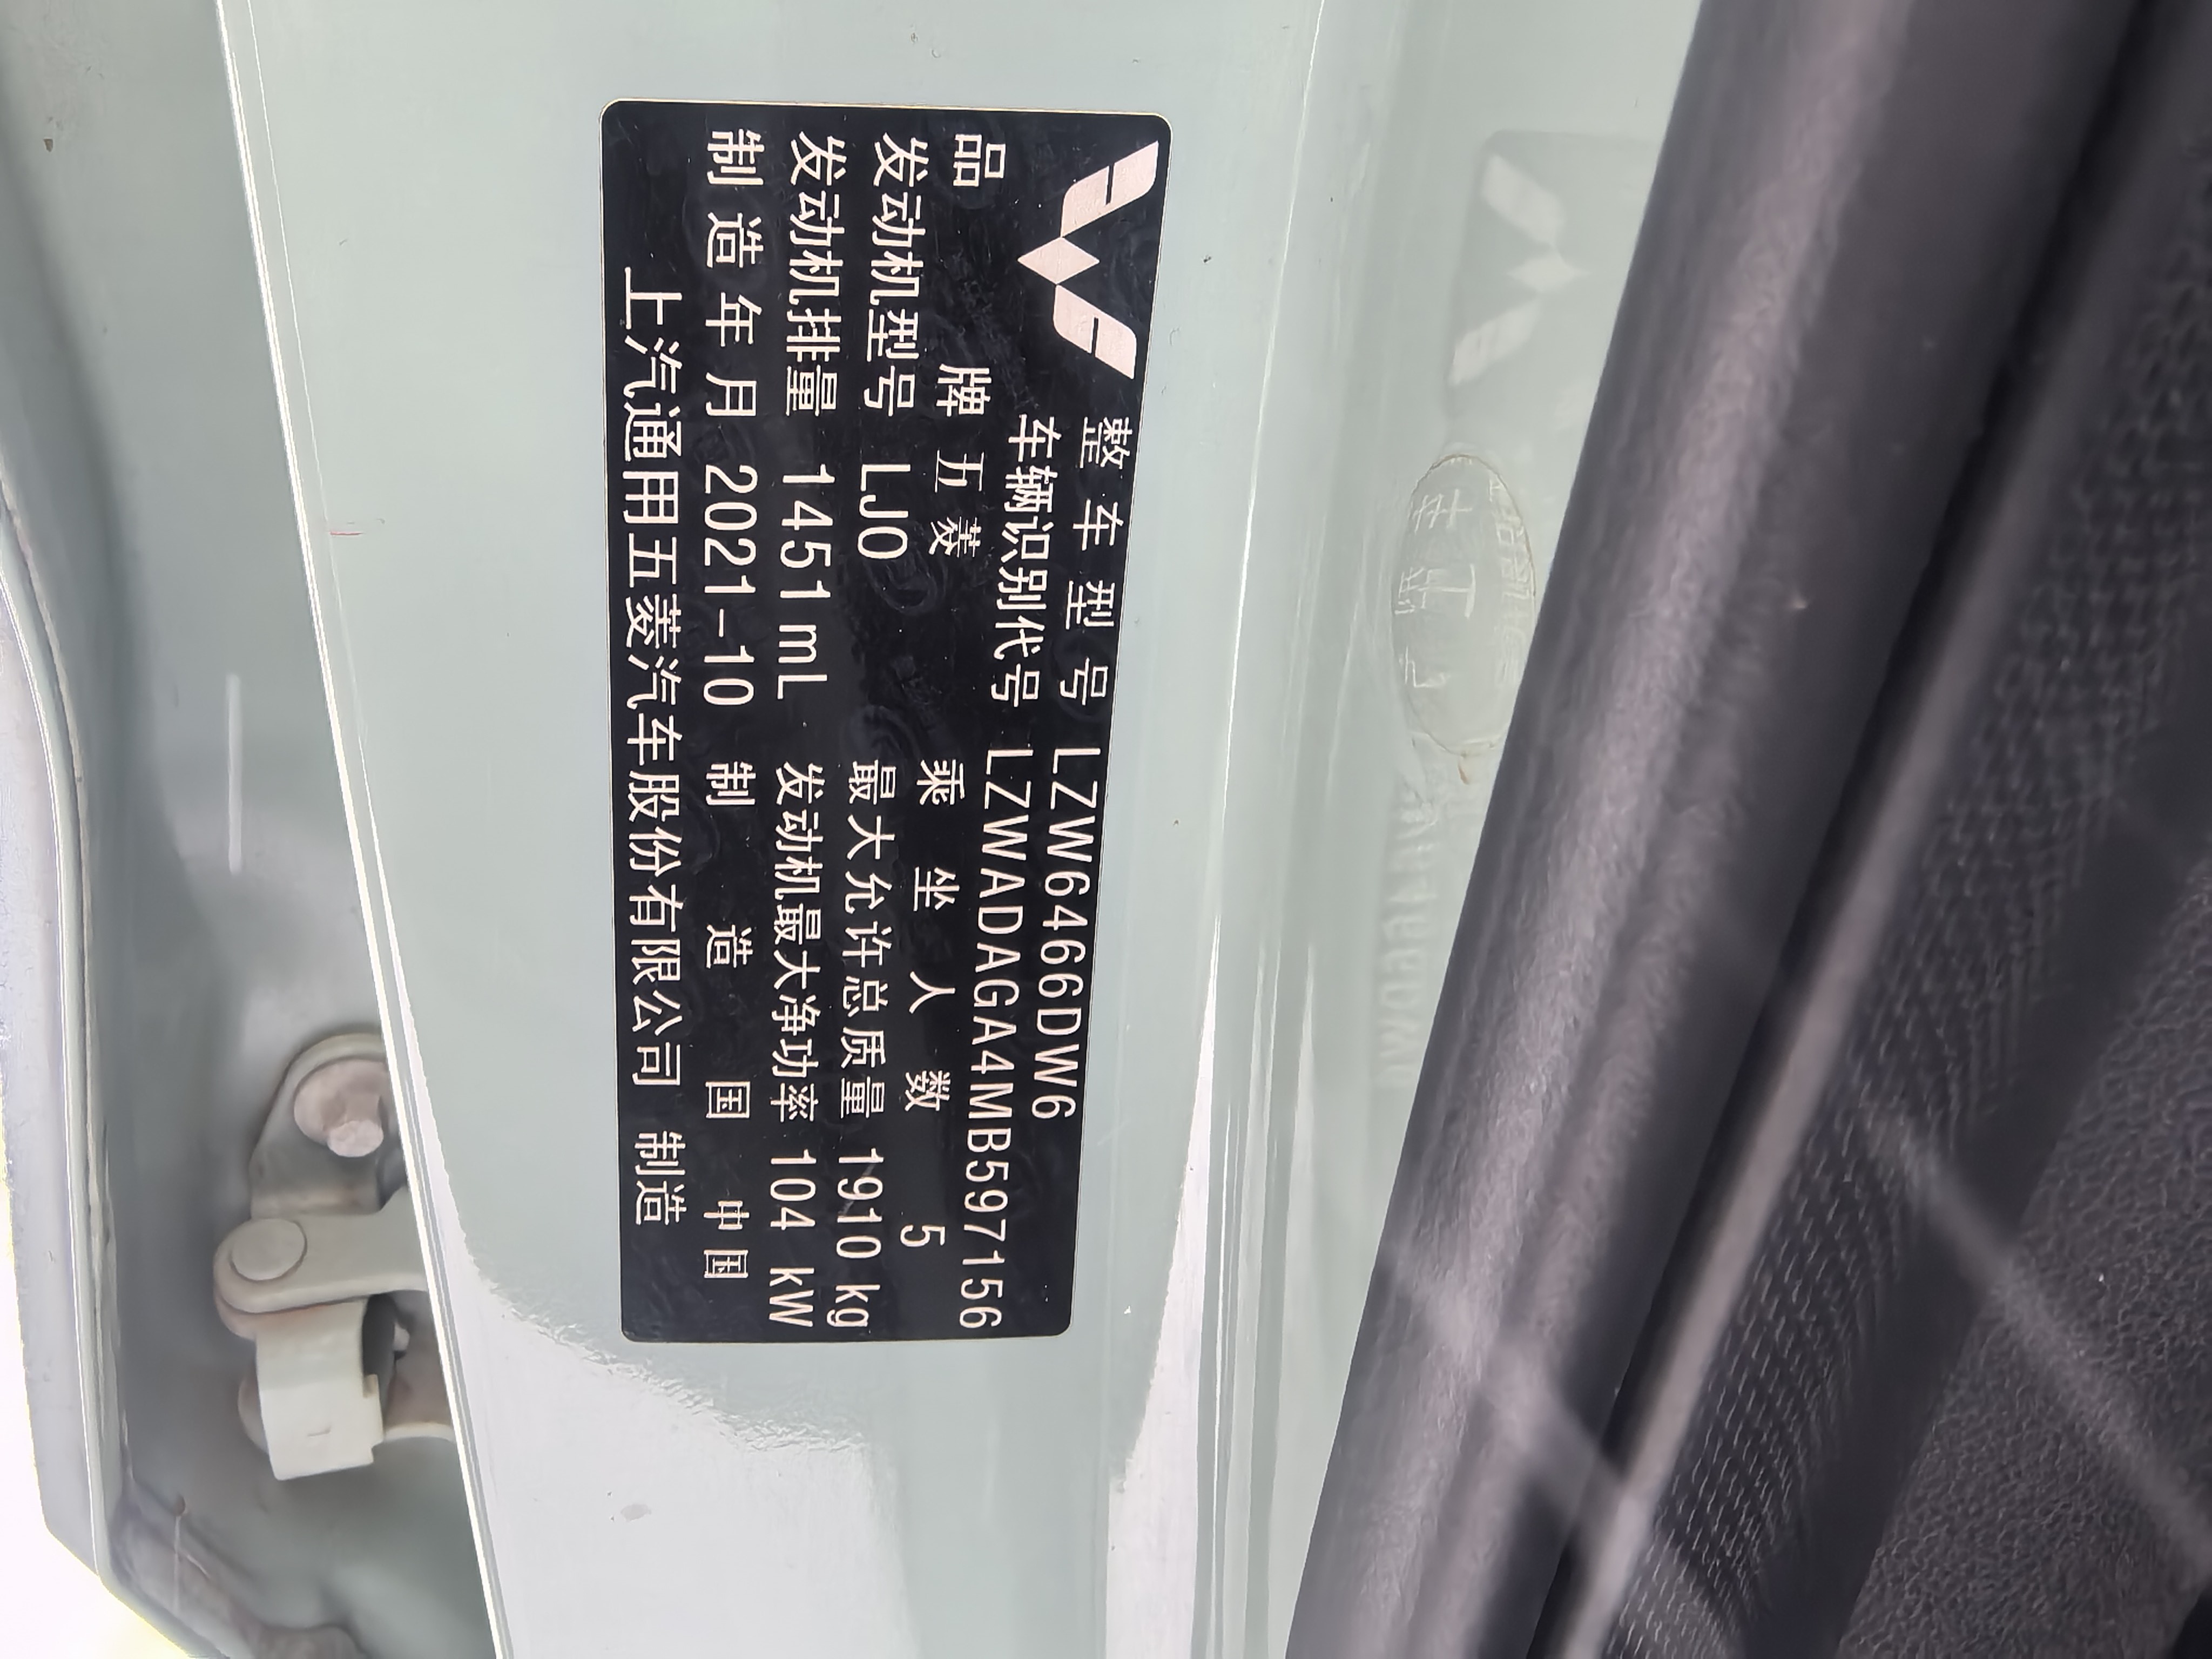 整车型号 LZW6466DW6
车辆识别代号 LZWADAGA4MB597156
品牌 五菱 乘坐人数 5
发动机型号 LJO 最大允许总质量 1910 kg
发动机排量 1451 mL 发动机最大净功率 104 kW
制造年月 2021-10 制造国 中国
上汽通用五菱汽车股份有限公司 制造